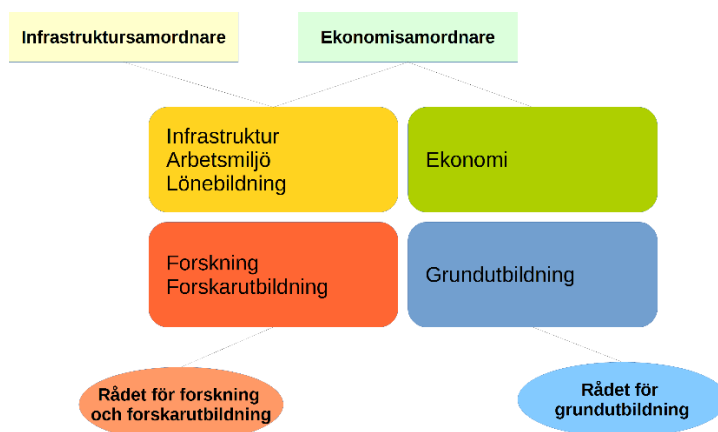 Infrastruktursamordnare
Ekonomisamordnare
Infrastruktur
Arbetsmiljö
Lönebildning
Ekonomi
Forskning
Forskarutbildning
Grundutbildning
Rådet för forskning
och forskarutbildning
Rådet för
grundutbildning